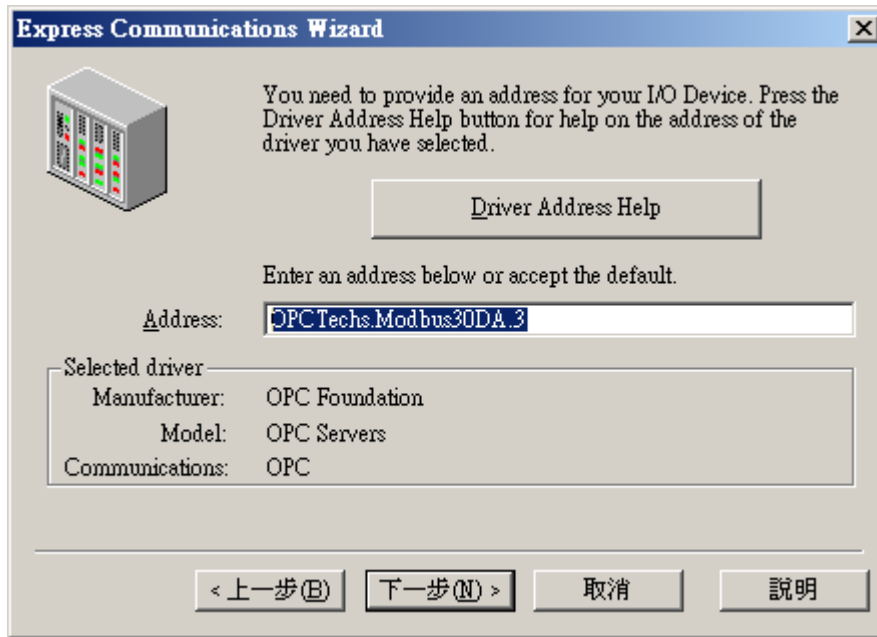 Express Communications Wizard
You need to provide an address for your I/O Device. Press the
Driver Address Help button for help on the address of the
driver you have selected.
Driver Address Help
Enter an address below or accept the default.
Address: OPCTechs.Modbus30DA.3
Selected driver
Manufacturer: OPC Foundation
Model: OPC Servers
Communications: OPC
<上一步(B) 下一步(N)> 取消 說明